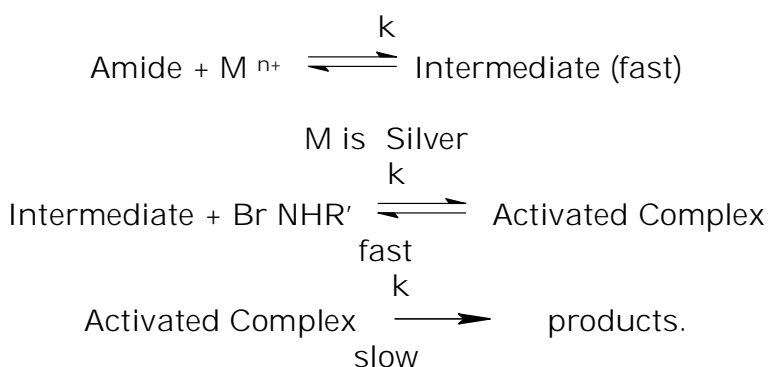 k
Amide + M n+ Intermediate (fast)
M is Silver
k
Intermediate + Br NHR' Activated Complex
fast
k
Activated Complex products.
slow